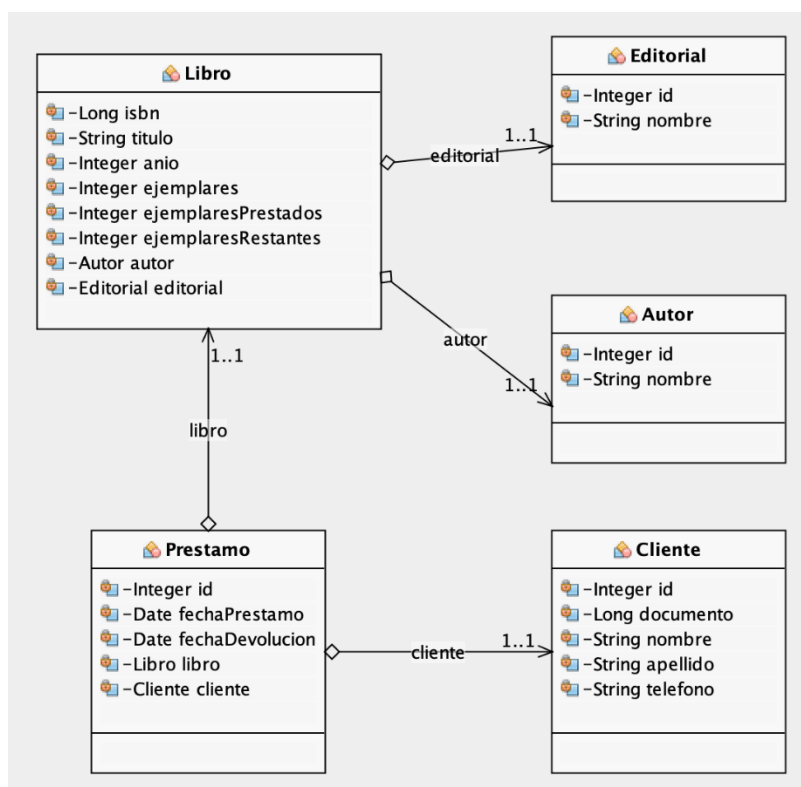 Libro
-Long isbn
-String titulo
-Integer anio
-Integer ejemplares
-Integer ejemplaresPrestados
-Integer ejemplaresRestantes
-Autor autor
-Editorial editorial
Editorial
-Integer id
-String nombre
1..1
editorial
Autor
-Integer id
-String nombre
autor
1..1
1..1
libro
Prestamo
-Integer id
-Date fechaPrestamo
-Date fechaDevolucion
-Libro libro
-Cliente cliente
cliente
1..1
Cliente
-Integer id
-Long documento
-String nombre
-String apellido
-String telefono